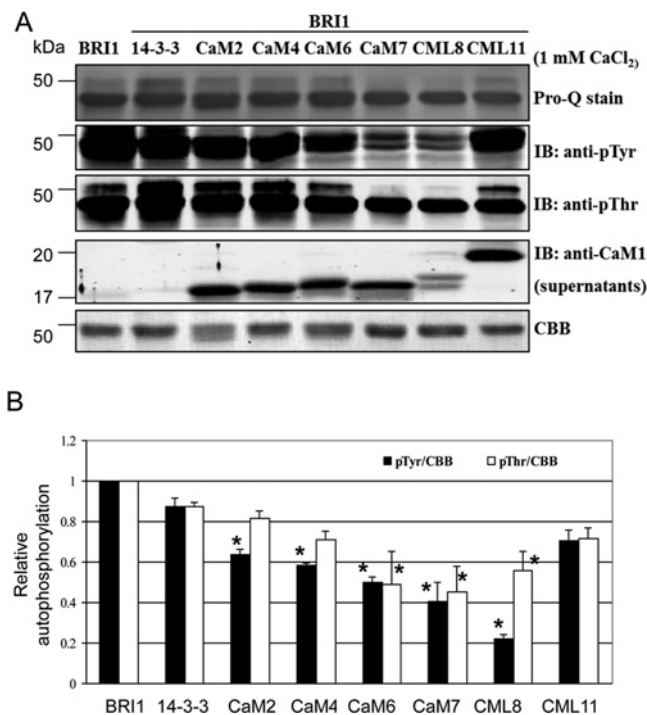 A
BRI1
kDa BRI1 14-3-3 CaM2 CaM4 CaM6 CaM7 CML8 CML11 (1 mM CaCl₂)
50 Pro-Q stain
50 IB: anti-pTyr
50 IB: anti-pThr
20 IB: anti-CaM1
17 (supernatants)
50 CBB
B
Relative autophosphorylation
1.2
1
0.8
0.6
0.4
0.2
0
pTyr/CBB pThr/CBB
* * * * * * * *
BRI1 14-3-3 CaM2 CaM4 CaM6 CaM7 CML8 CML11